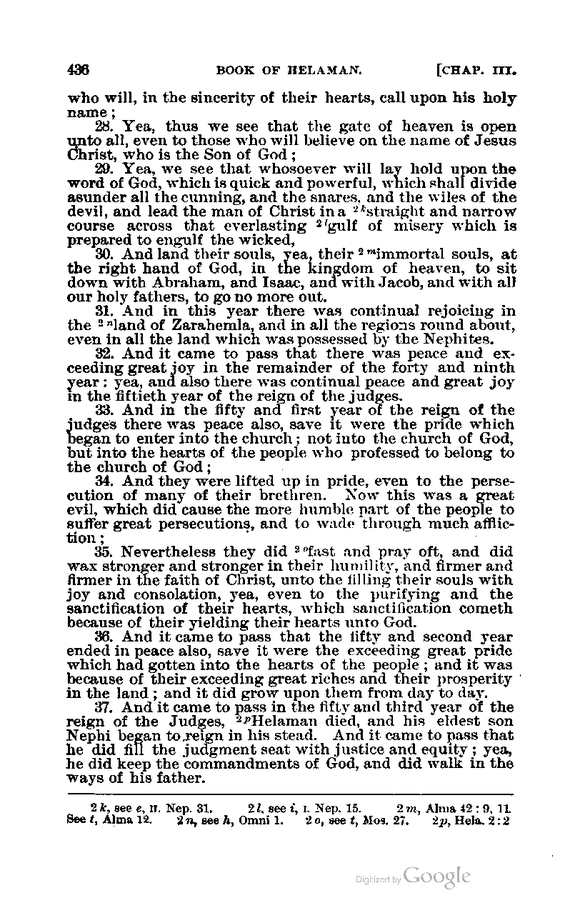 436 BOOK OF HELAMAN. [CHAP. III.
who will, in the sincerity of their hearts, call upon his holy
name;
28. Yea, thus we see that the gate of heaven is open
unto all, even to those who will believe on the name of Jesus
Christ, who is the Son of God;
29. Yea, we see that whosoever will lay hold upon the
word of God, which is quick and powerful, which shall divide
asunder all the cunning, and the snares, and the wiles of the
devil, and lead the man of Christ in a ²ᵏstraight and narrow
course across that everlasting ²ˡgulf of misery which is
prepared to engulf the wicked,
30. And land their souls, yea, their ²ᵐimmortal souls, at
the right hand of God, in the kingdom of heaven, to sit
down with Abraham, and Isaac, and with Jacob, and with all
our holy fathers, to go no more out.
31. And in this year there was continual rejoicing in
the ²ⁿland of Zarahemla, and in all the regions round about,
even in all the land which was possessed by the Nephites.
32. And it came to pass that there was peace and ex-
ceeding great joy in the remainder of the forty and ninth
year: yea, and also there was continual peace and great joy
in the fiftieth year of the reign of the judges.
33. And in the fifty and first year of the reign of the
judges there was peace also, save it were the pride which
began to enter into the church; not into the church of God,
but into the hearts of the people who professed to belong to
the church of God;
34. And they were lifted up in pride, even to the perse-
cution of many of their brethren. Now this was a great
evil, which did cause the more humble part of the people to
suffer great persecutions, and to wade through much afflic-
tion;
35. Nevertheless they did ²ᵒfast and pray oft, and did
wax stronger and stronger in their humility, and firmer and
firmer in the faith of Christ, unto the filling their souls with
joy and consolation, yea, even to the purifying and the
sanctification of their hearts, which sanctification cometh
because of their yielding their hearts unto God.
36. And it came to pass that the fifty and second year
ended in peace also, save it were the exceeding great pride
which had gotten into the hearts of the people; and it was
because of their exceeding great riches and their prosperity
in the land; and it did grow upon them from day to day.
37. And it came to pass in the fifty and third year of the
reign of the Judges, ²ᵖHelaman died, and his eldest son
Nephi began to reign in his stead. And it came to pass that
he did fill the judgment seat with justice and equity; yea,
he did keep the commandments of God, and did walk in the
ways of his father.
2 k, see e, II. Nep. 31. 2 l, see i, I. Nep. 15. 2 m, Alma 42:9, 11.
See t, Alma 12. 2 n, see h, Omni 1. 2 o, see t, Mos. 27. 2 p, Hela. 2:2
Digitized by Google